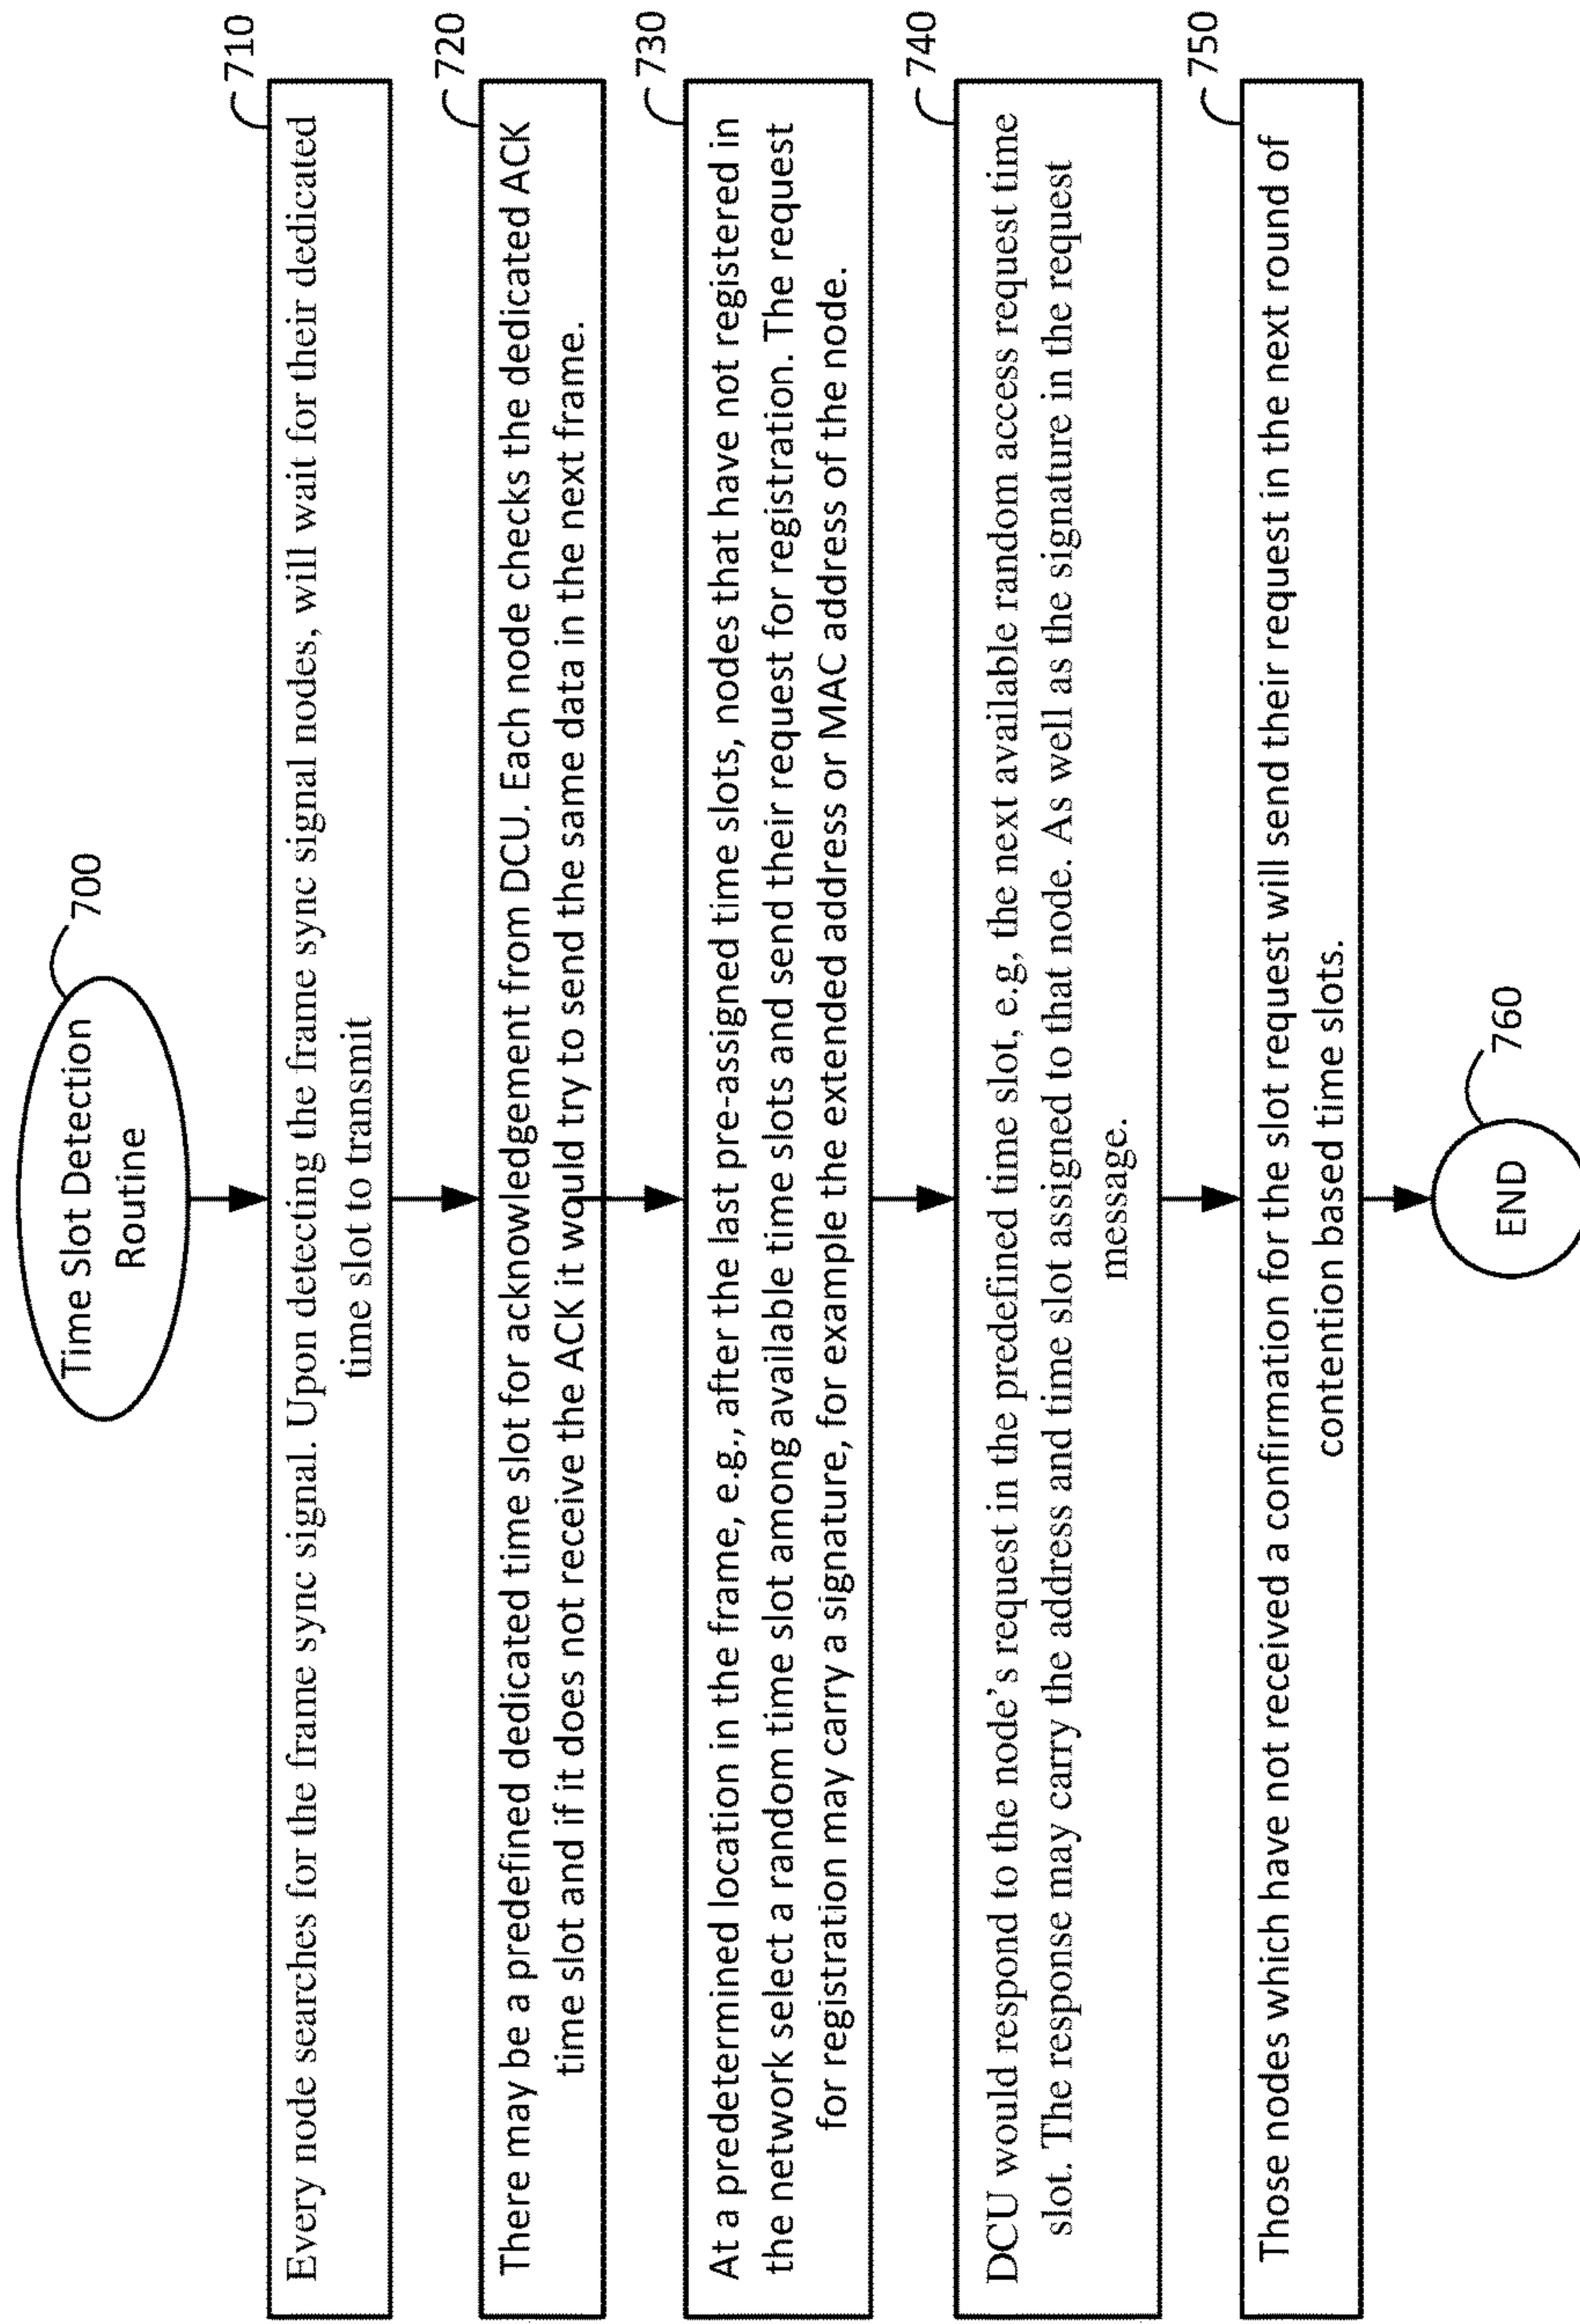 Time Slot Detection
Routine
700
710
Every node searches for the frame sync signal. Upon detecting the frame sync signal nodes, will wait for their dedicated
time slot to transmit
720
There may be a predefined dedicated time slot for acknowledgement from DCU. Each node checks the dedicated ACK
time slot and if it does not receive the ACK it would try to send the same data in the next frame.
730
At a predetermined location in the frame, e.g., after the last pre-assigned time slots, nodes that have not registered in
the network select a random time slot among available time slots and send their request for registration. The request
for registration may carry a signature, for example the extended address or MAC address of the node.
740
DCU would respond to the node's request in the predefined time slot, e.g, the next available random access request time
slot. The response may carry the address and time slot assigned to that node. As well as the signature in the request
message.
750
Those nodes which have not received a confirmation for the slot request will send their request in the next round of
contention based time slots.
760
END